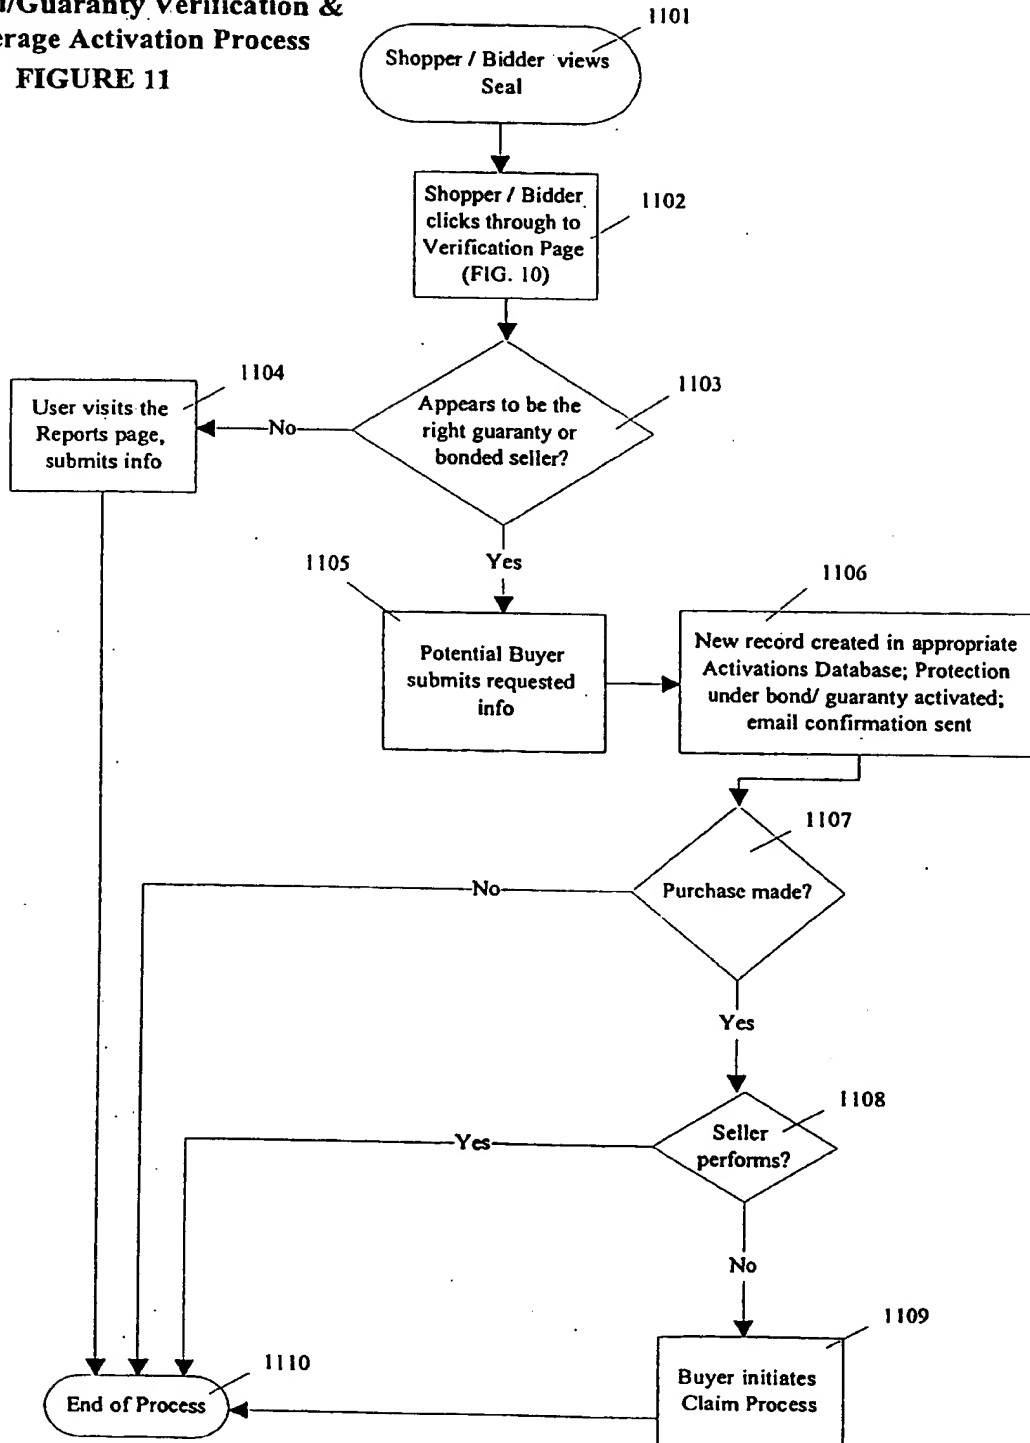 /Guaranty Verification &
erage Activation Process
FIGURE 11
1101
Shopper / Bidder views
Seal
Shopper / Bidder
clicks through to
Verification Page
(FIG. 10)
1102
1103
Appears to be the
right guaranty or
bonded seller?
1104
User visits the
Reports page,
submits info
No
Yes
1105
Potential Buyer
submits requested
info
1106
New record created in appropriate
Activations Database; Protection
under bond/ guaranty activated;
email confirmation sent
1107
Purchase made?
No
Yes
1108
Seller
performs?
Yes
No
1109
Buyer initiates
Claim Process
1110
End of Process